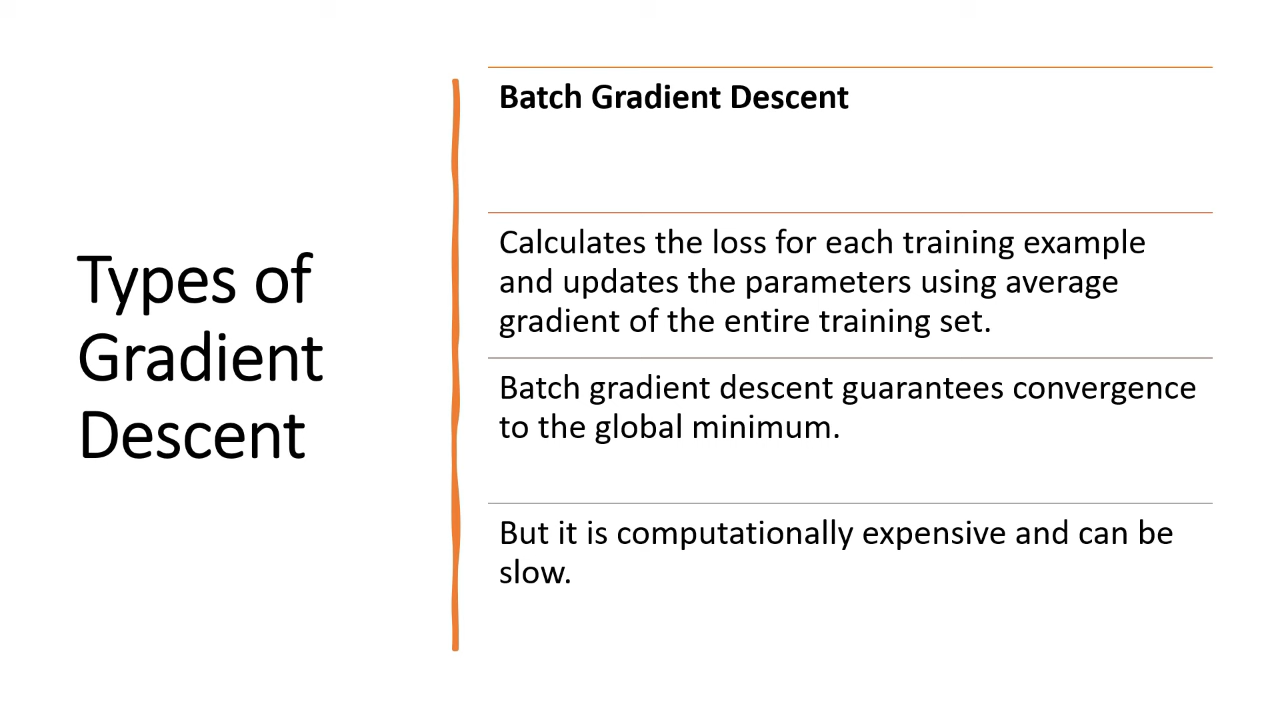 Types of
Gradient
Descent
Batch Gradient Descent
Calculates the loss for each training example
and updates the parameters using average
gradient of the entire training set.
Batch gradient descent guarantees convergence
to the global minimum.
But it is computationally expensive and can be
slow.